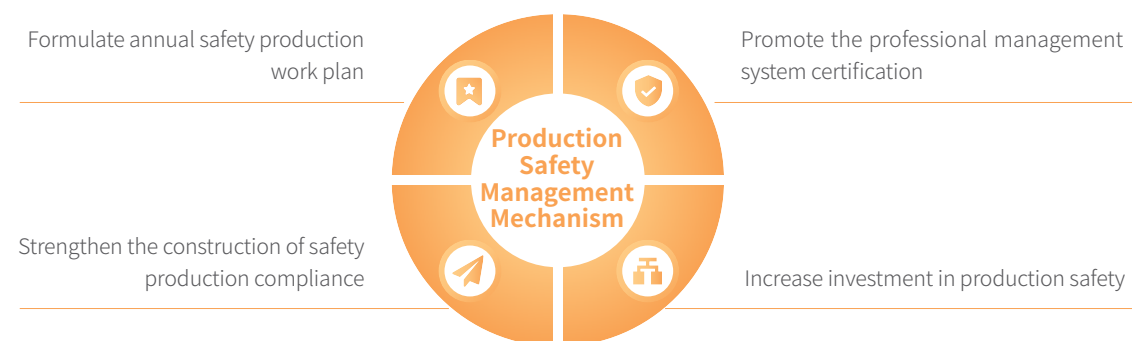 Formulate annual safety production
work plan
Promote the professional management
system certification
Production
Safety
Management
Mechanism
Strengthen the construction of safety
production compliance
Increase investment in production safety